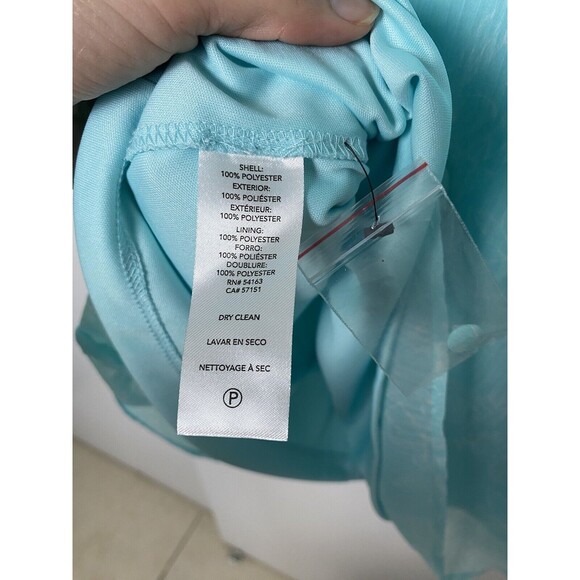 SHELL:
100% POLYESTER
EXTERIOR:
100% POLIÉSTER
EXTÉRIEUR:
100% POLYESTER
LINING:
100% POLYESTER
FORRO:
100% POLIÉSTER
DOUBLURE:
100% POLYESTER
RN# 54163
CA# 57151
DRY CLEAN
LAVAR EN SECO
NETTOYAGE À SEC
P